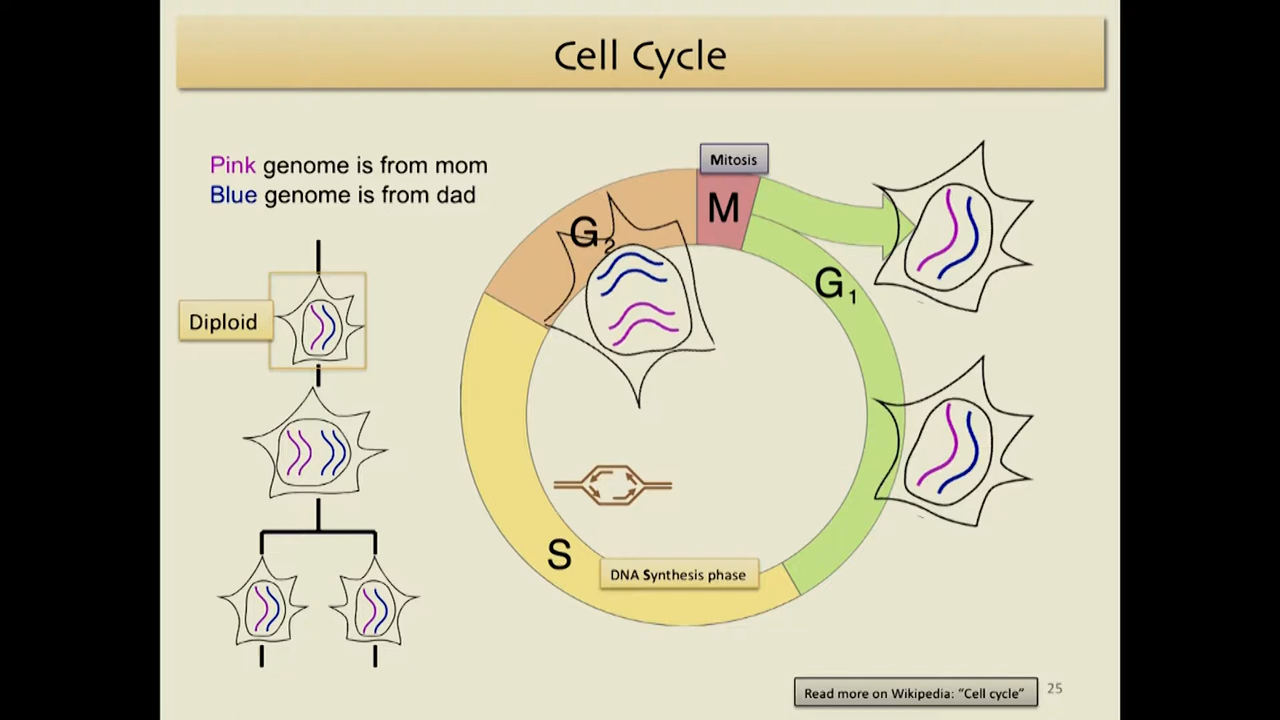 Cell Cycle
Pink genome is from mom
Blue genome is from dad
Mitosis
M
G2
G1
Diploid
S
DNA Synthesis phase
Read more on Wikipedia: “Cell cycle”
25